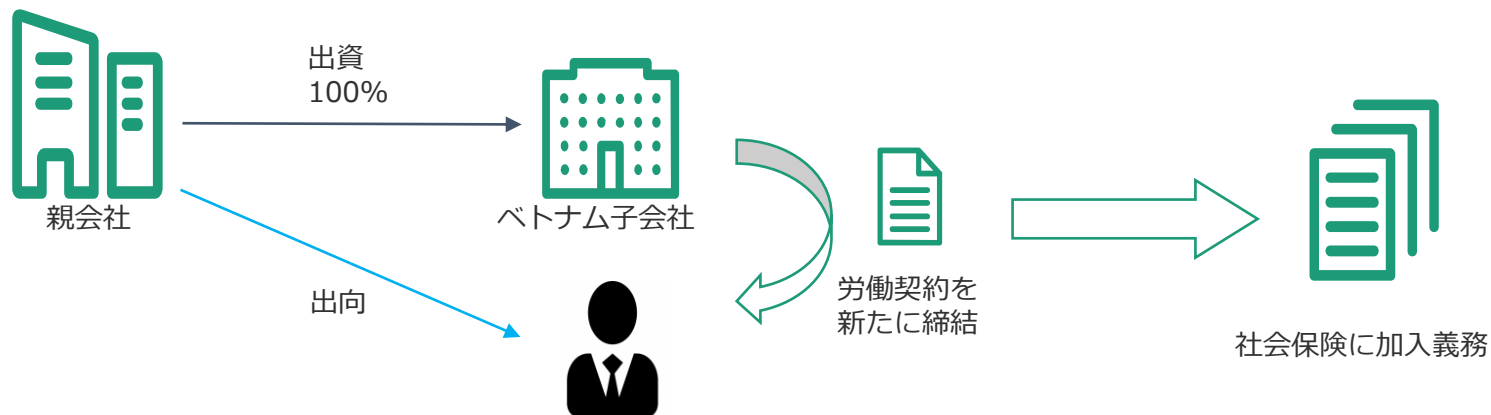 出資
100%
親会社
ベトナム子会社
出向
労働契約を
新たに締結
社会保険に加入義務